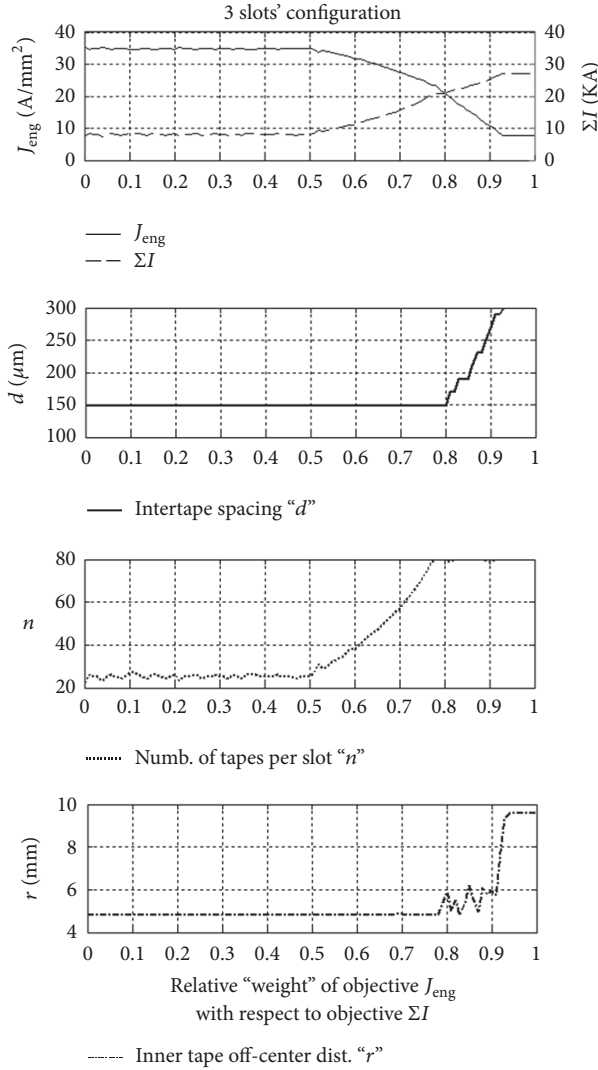 3 slots' configuration
J_eng (A/mm²)
40
30
20
10
0
40
30
20
10
0
ΣI (KA)
0 0.1 0.2 0.3 0.4 0.5 0.6 0.7 0.8 0.9 1
J_eng
ΣI
d (μm)
300
250
200
150
100
0 0.1 0.2 0.3 0.4 0.5 0.6 0.7 0.8 0.9 1
Intertape spacing “d”
n
80
60
40
20
0 0.1 0.2 0.3 0.4 0.5 0.6 0.7 0.8 0.9 1
Numb. of tapes per slot “n”
r (mm)
10
8
6
4
0 0.1 0.2 0.3 0.4 0.5 0.6 0.7 0.8 0.9 1
Relative “weight” of objective J_eng
with respect to objective ΣI
Inner tape off-center dist. “r”